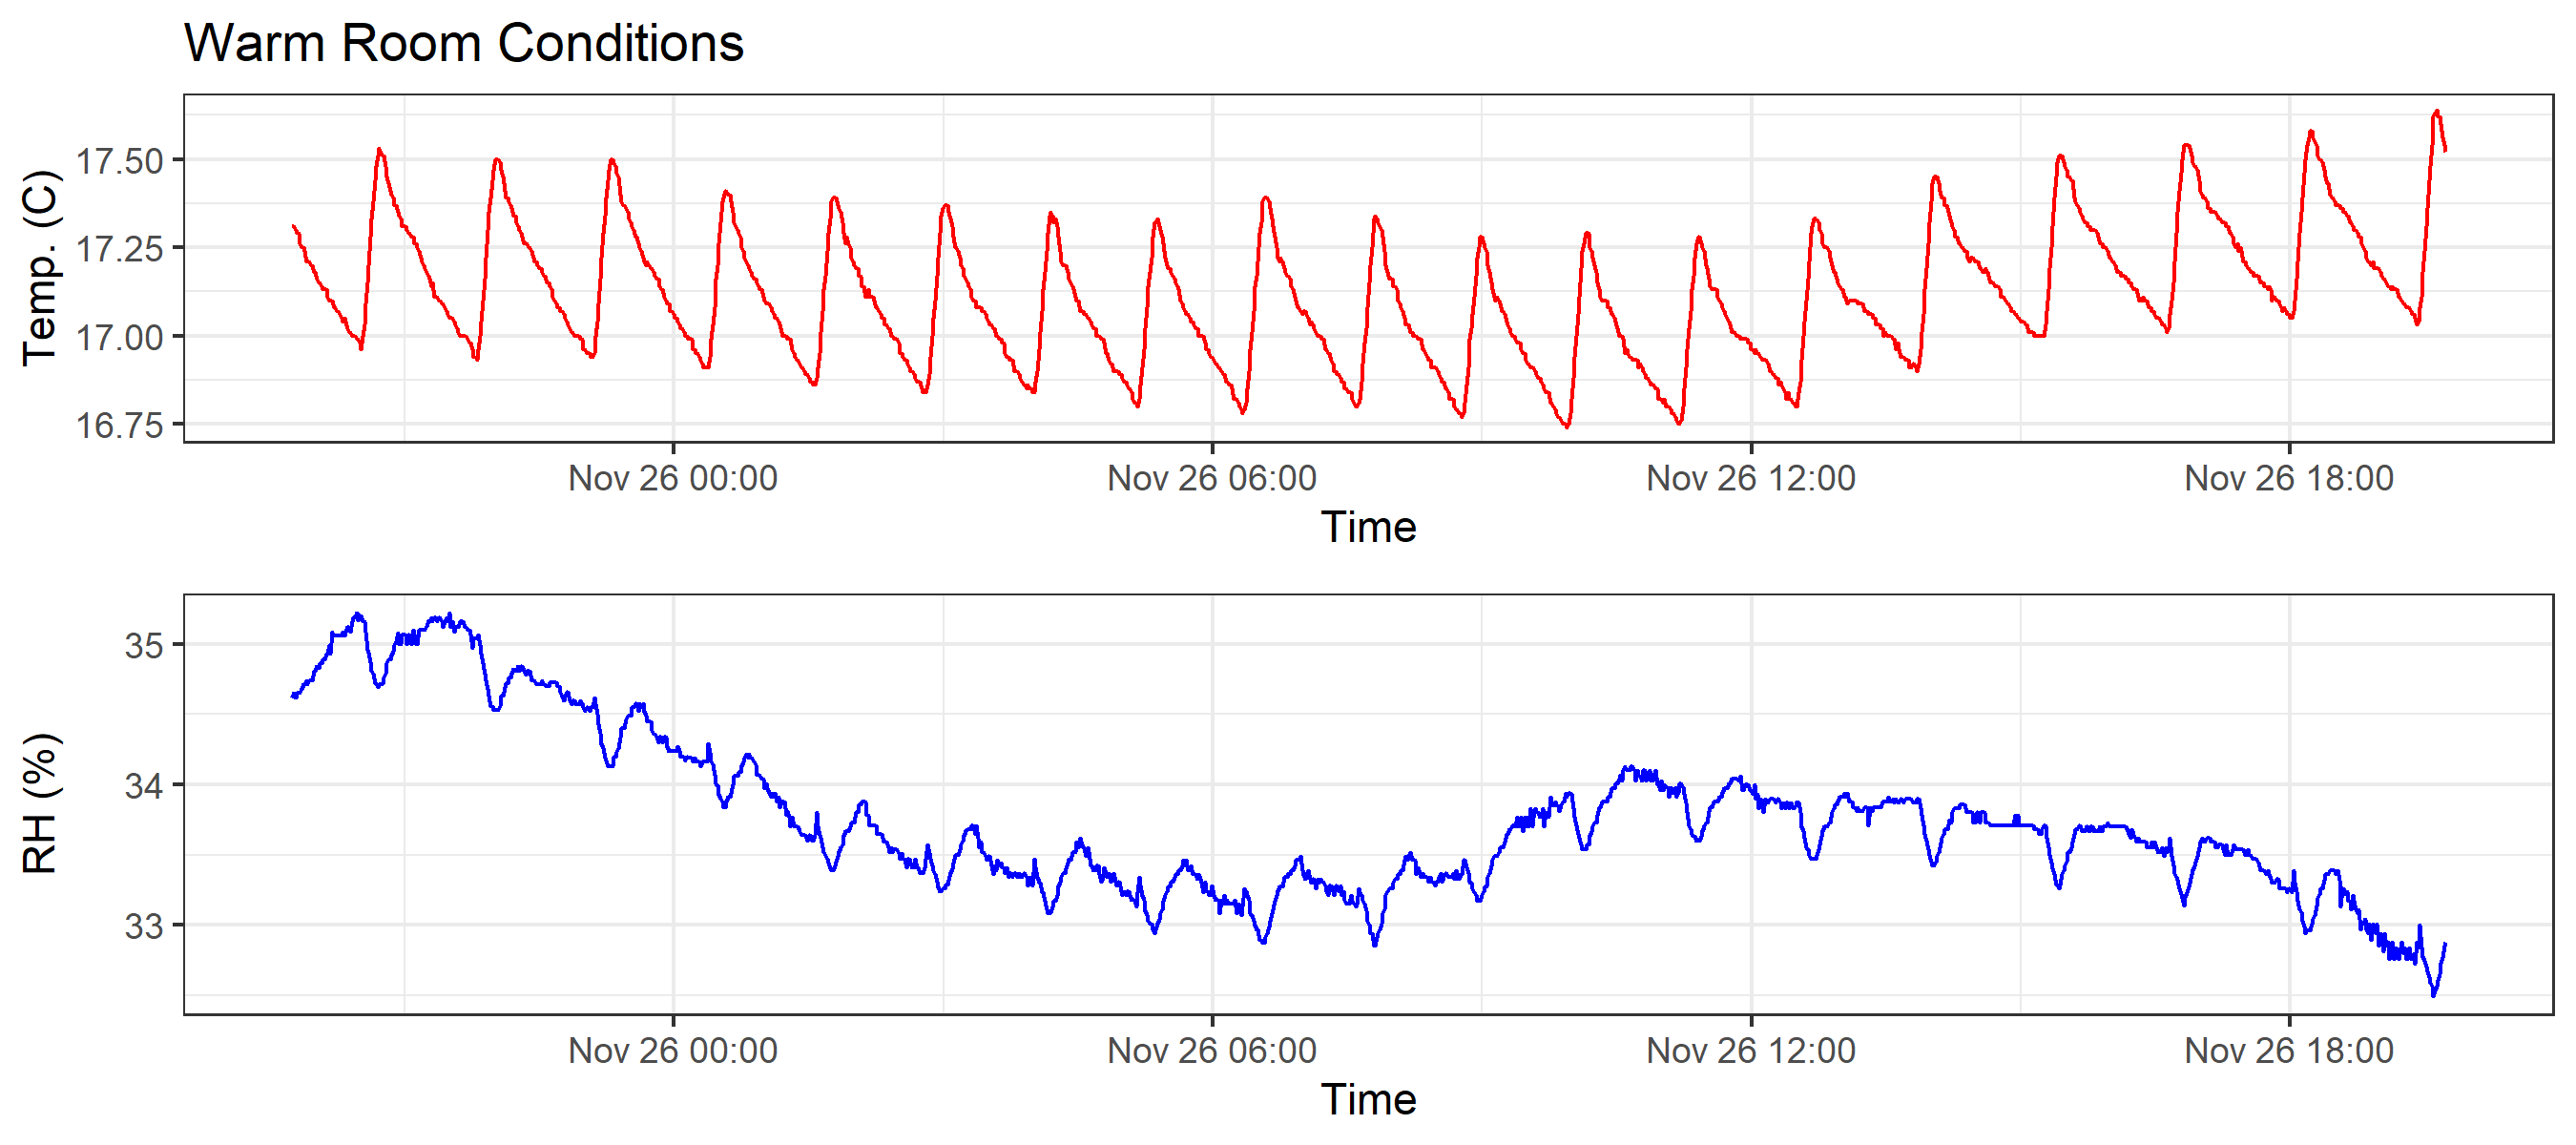 Warm Room Conditions
Temp. (C)
17.50
17.25
17.00
16.75
Nov 26 00:00 Nov 26 06:00 Nov 26 12:00 Nov 26 18:00
Time
RH (%)
35
34
33
Nov 26 00:00 Nov 26 06:00 Nov 26 12:00 Nov 26 18:00
Time